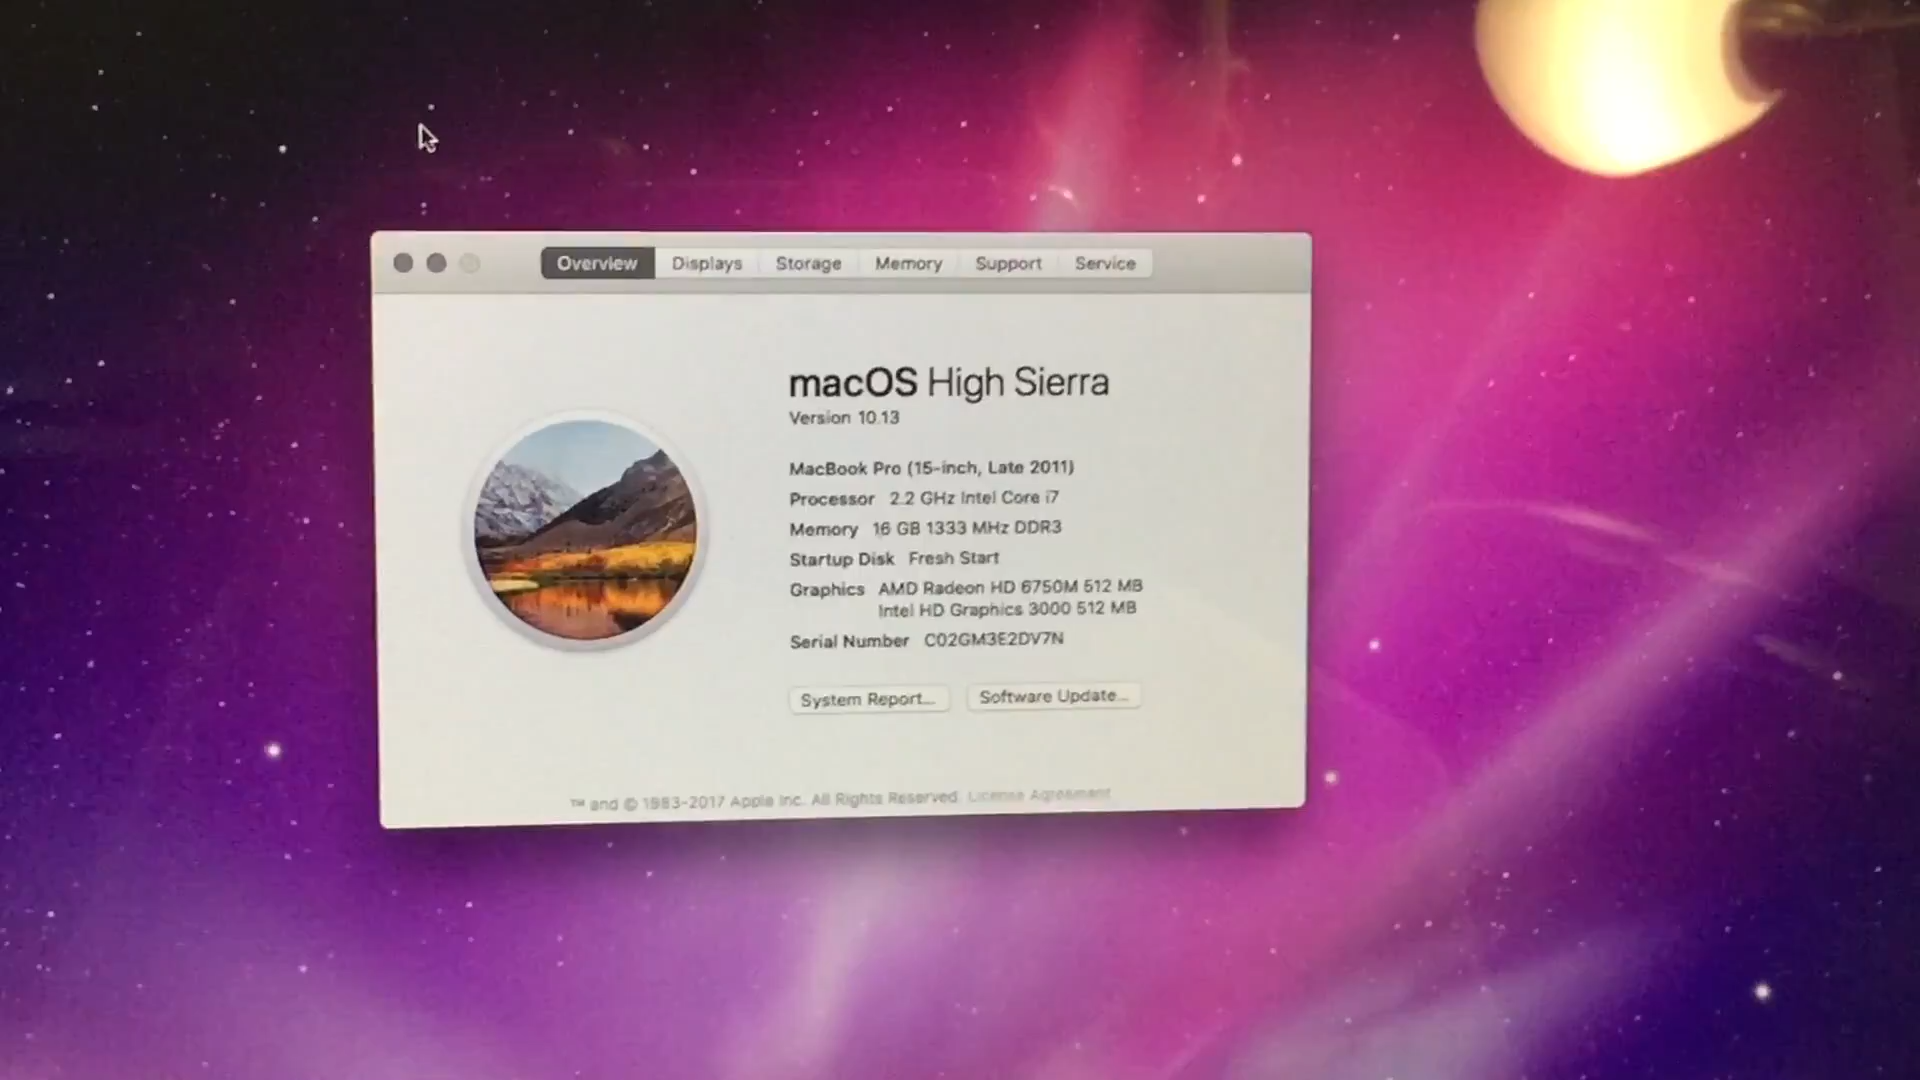 Overview Displays Storage Memory Support Service
macOS High Sierra
Version 10.13
MacBook Pro (15-inch, Late 2011)
Processor 2.2 GHz Intel Core i7
Memory 16 GB 1333 MHz DDR3
Startup Disk Fresh Start
Graphics AMD Radeon HD 6750M 512 MB
Intel HD Graphics 3000 512 MB
Serial Number C02GM3E2DV7N
System Report... Software Update...
™ and © 1983-2017 Apple Inc. All Rights Reserved. License Agreement